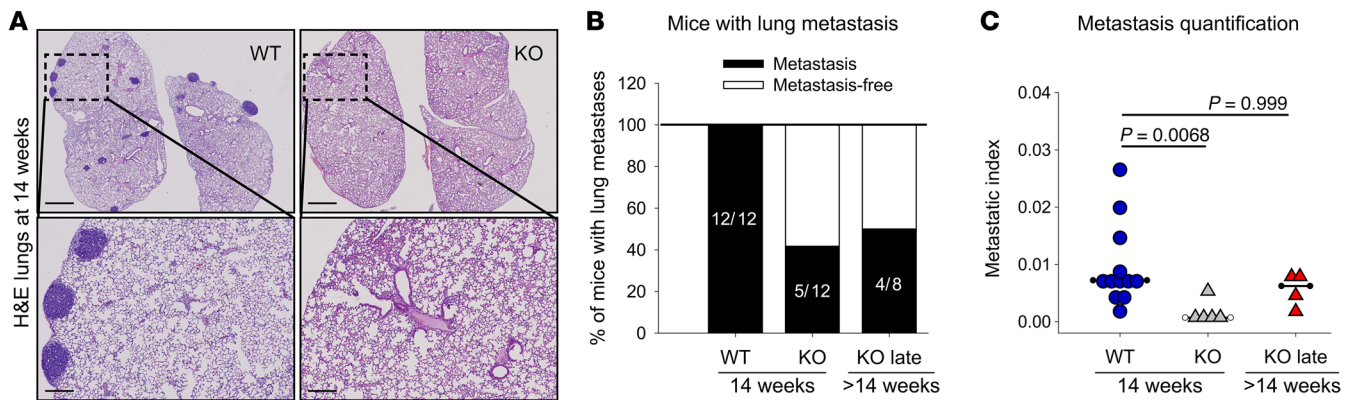 A
H&E lungs at 14 weeks
WT
KO
B
Mice with lung metastasis
Metastasis
Metastasis-free
% of mice with lung metastases
120
100
80
60
40
20
0
12/12
5/12
4/8
WT
KO
KO late
14 weeks
>14 weeks
C
Metastasis quantification
Metastatic index
0.04
0.03
0.02
0.01
0.00
P = 0.999
P = 0.0068
WT
KO
KO late
14 weeks
>14 weeks